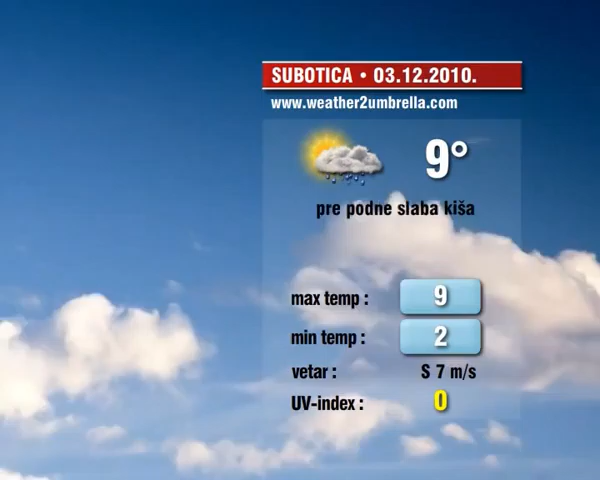 SUBOTICA • 03.12.2010.
www.weather2umbrella.com
9°
pre podne slaba kiša
max temp : 9
min temp : 2
vetar : S 7 m/s
UV-index : 0